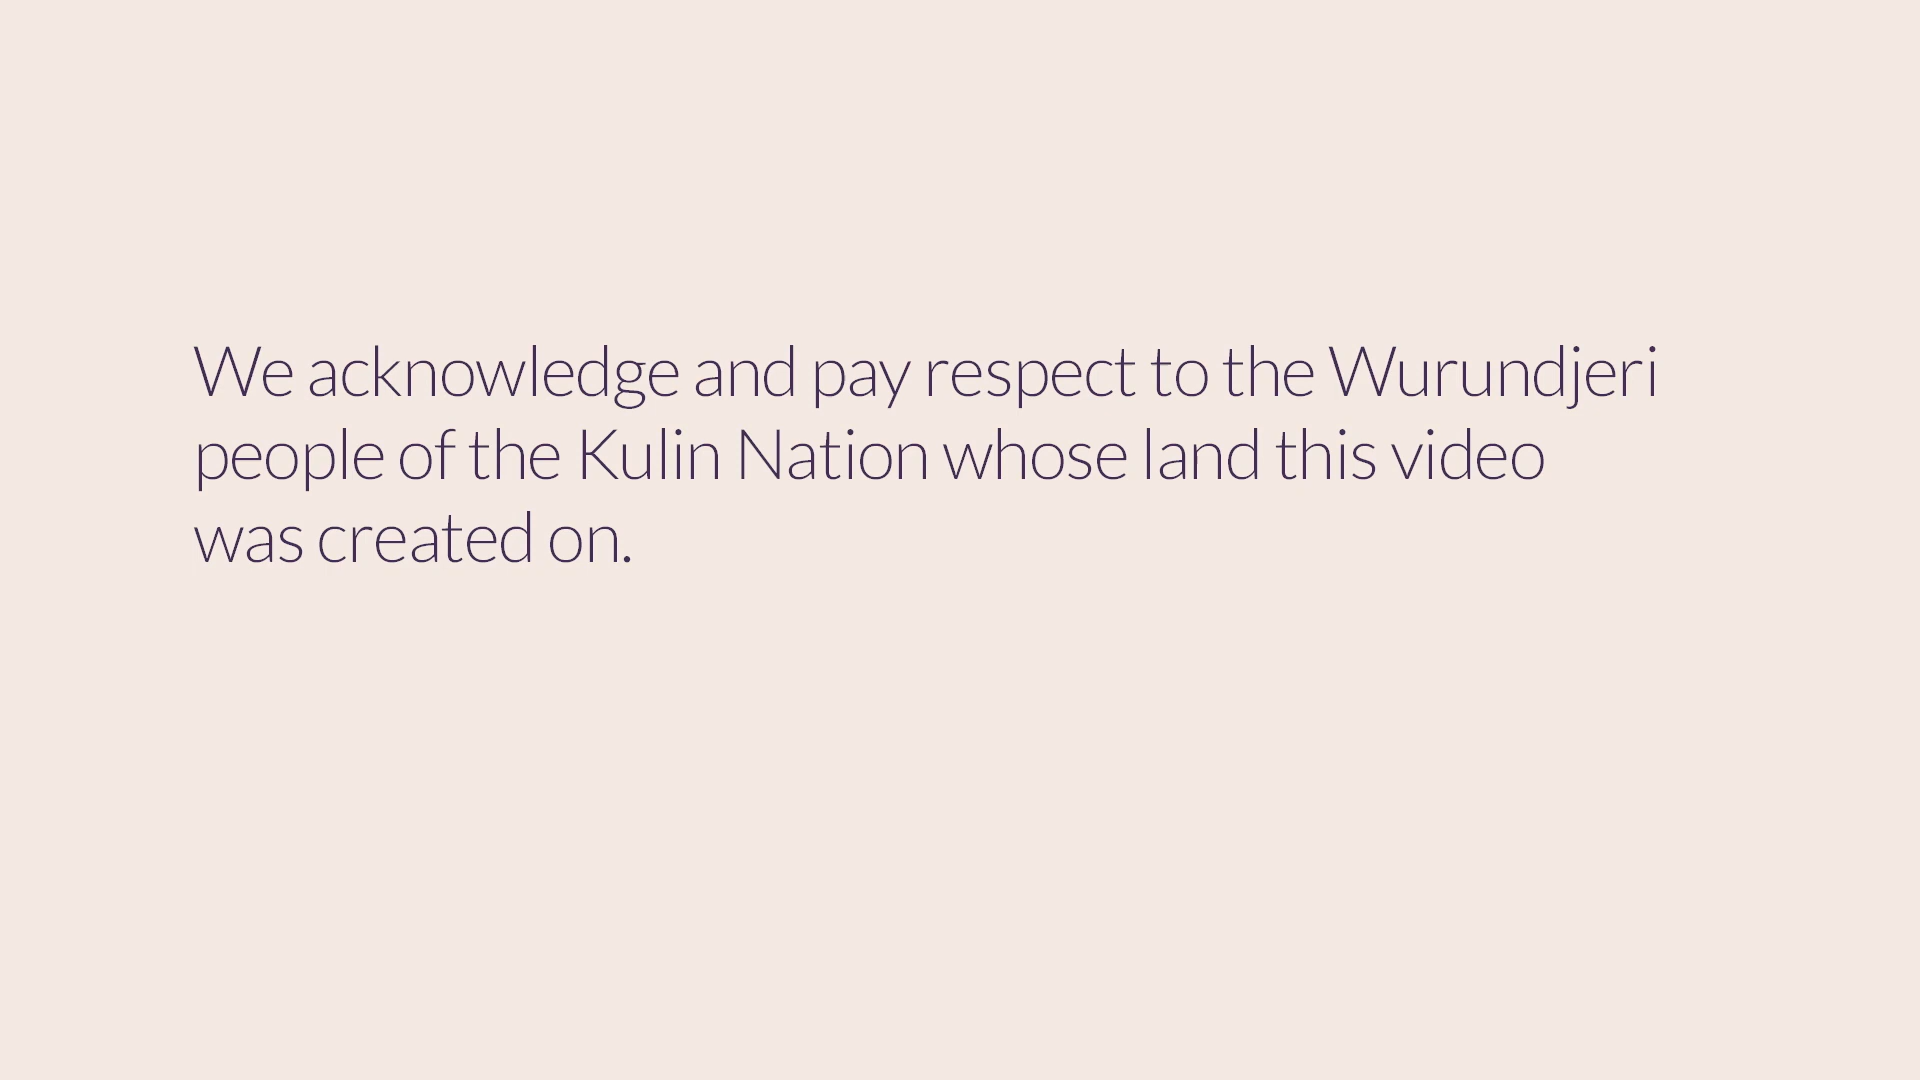 We acknowledge and pay respect to the Wurundjeri
people of the Kulin Nation whose land this video
was created on.